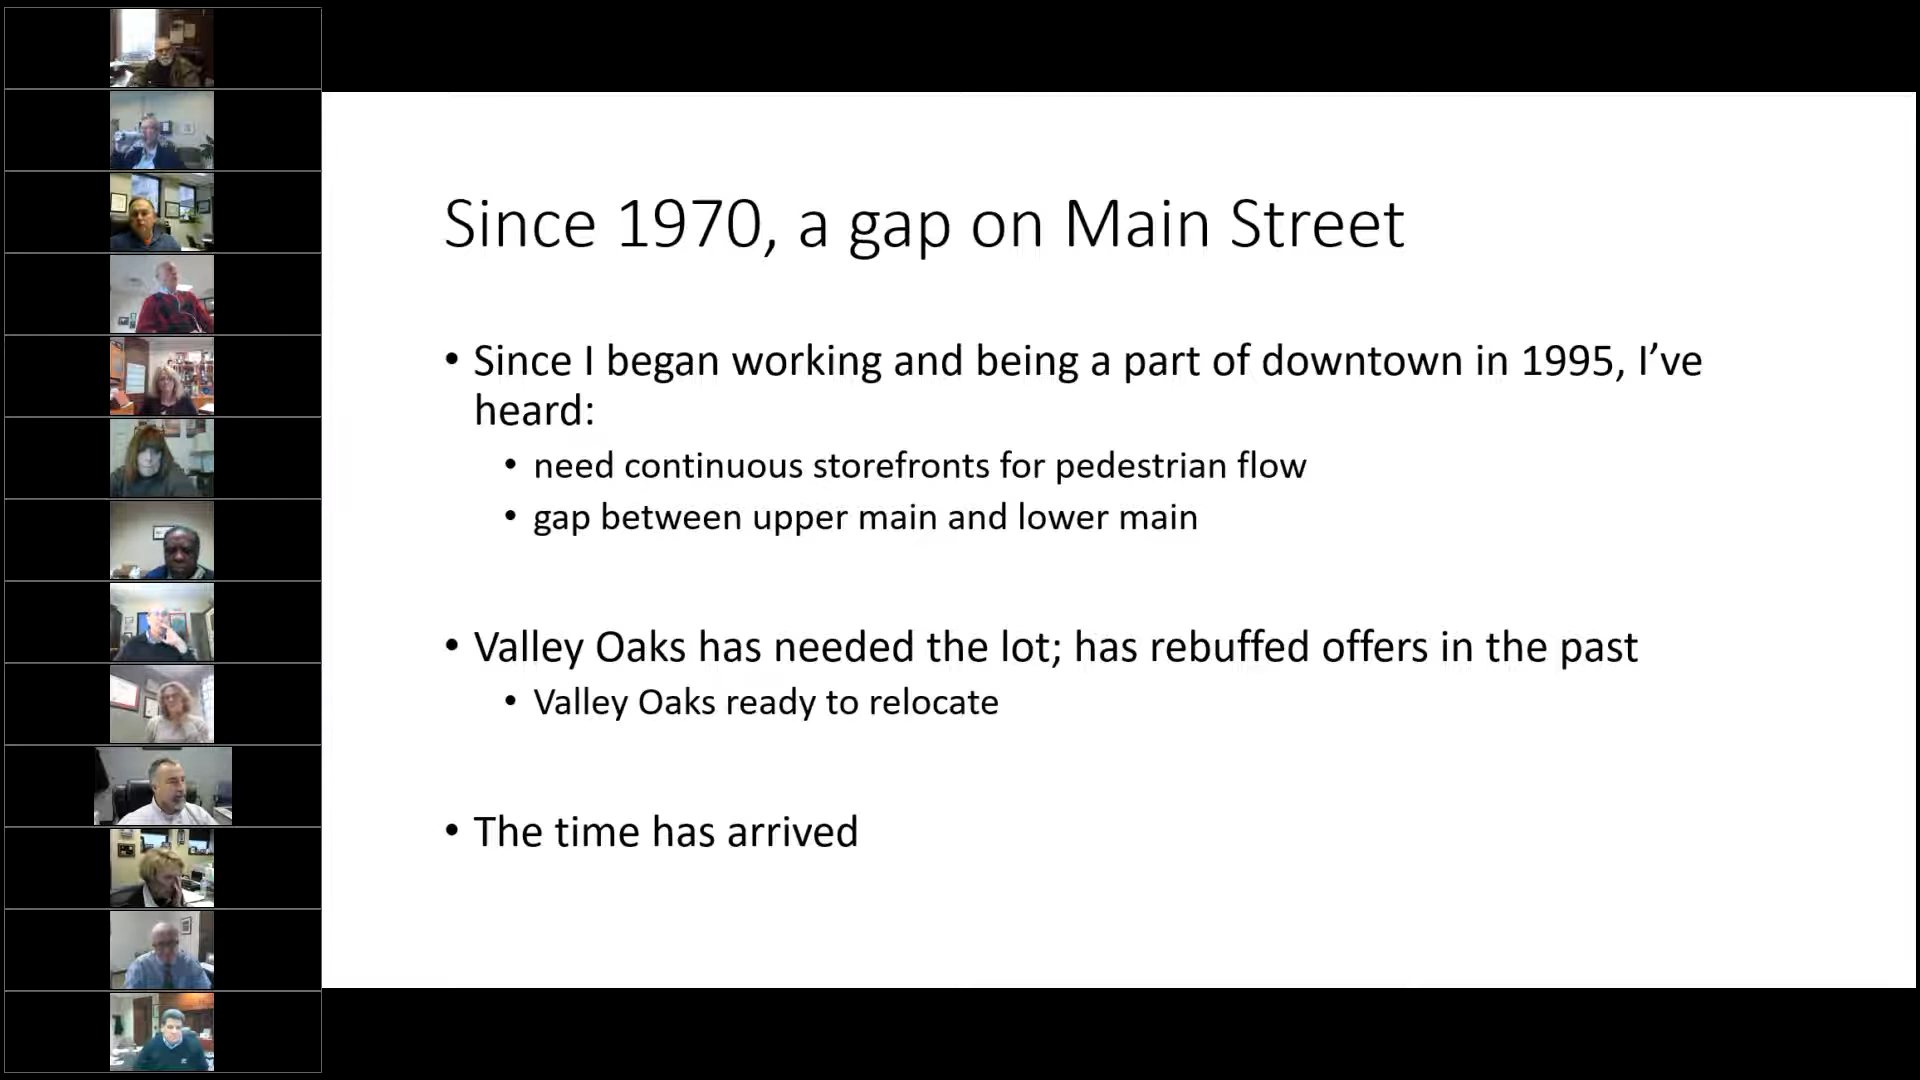 Since 1970, a gap on Main Street
• Since I began working and being a part of downtown in 1995, I’ve
heard:
• need continuous storefronts for pedestrian flow
• gap between upper main and lower main
• Valley Oaks has needed the lot; has rebuffed offers in the past
• Valley Oaks ready to relocate
• The time has arrived